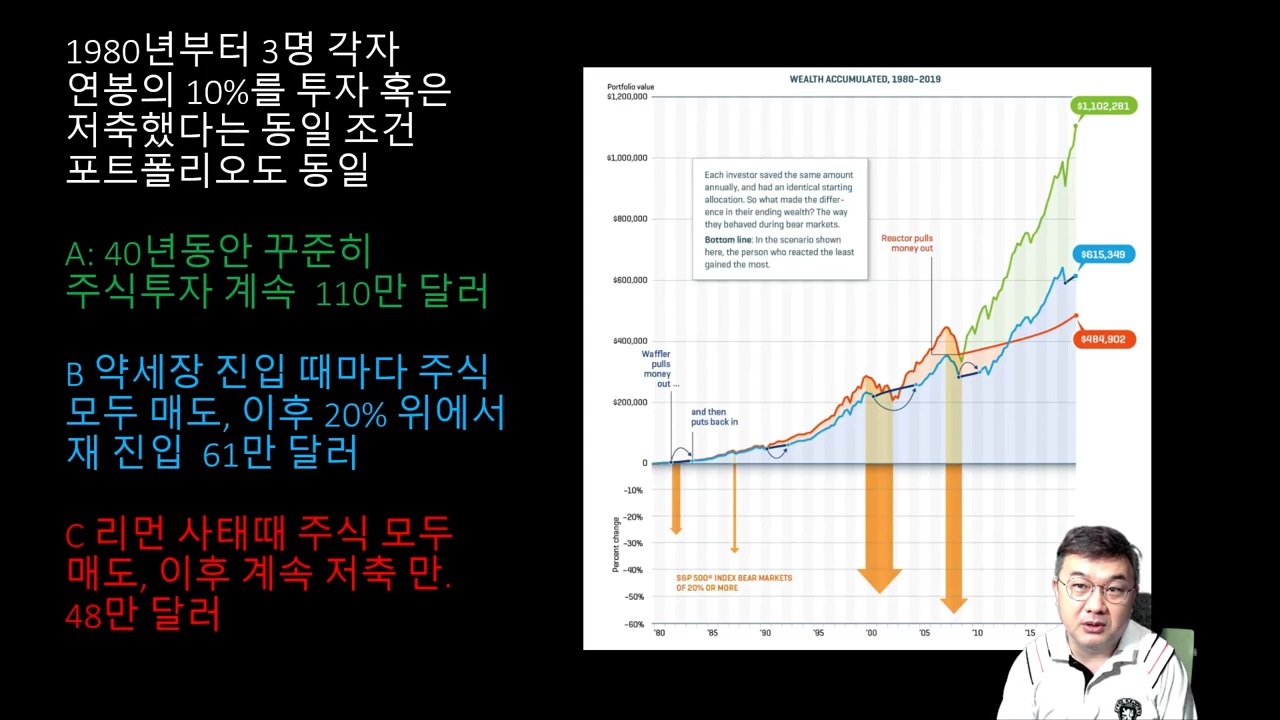 1980년부터 3명 각자
연봉의 10%를 투자 혹은
저축했다는 동일 조건
포트폴리오도 동일
A: 40년동안 꾸준히
주식투자 계속 110만 달러
B 약세장 진입 때마다 주식
모두 매도, 이후 20% 위에서
재 진입 61만 달러
C 리먼 사태때 주식 모두
매도, 이후 계속 저축 만.
48만 달러
WEALTH ACCUMULATED, 1980–2019
Portfolio value
$1,200,000
$1,000,000
$800,000
$600,000
$400,000
$200,000
0
–10%
–20%
–30%
–40%
–50%
–60%
Percent change
Each investor saved the same amount
annually, and had an identical starting
allocation. So what made the differ-
ence in their ending wealth? The way
they behaved during bear markets.
Bottom line: In the scenario shown
here, the person who reacted the least
gained the most.
Reactor pulls
money out
Waffler
pulls
money
out ...
and then
puts back in
$1,102,281
$615,349
$484,902
S&P 500® INDEX BEAR MARKETS
OF 20% OR MORE
'80 '85 '90 '95 '00 '05 '10 '15